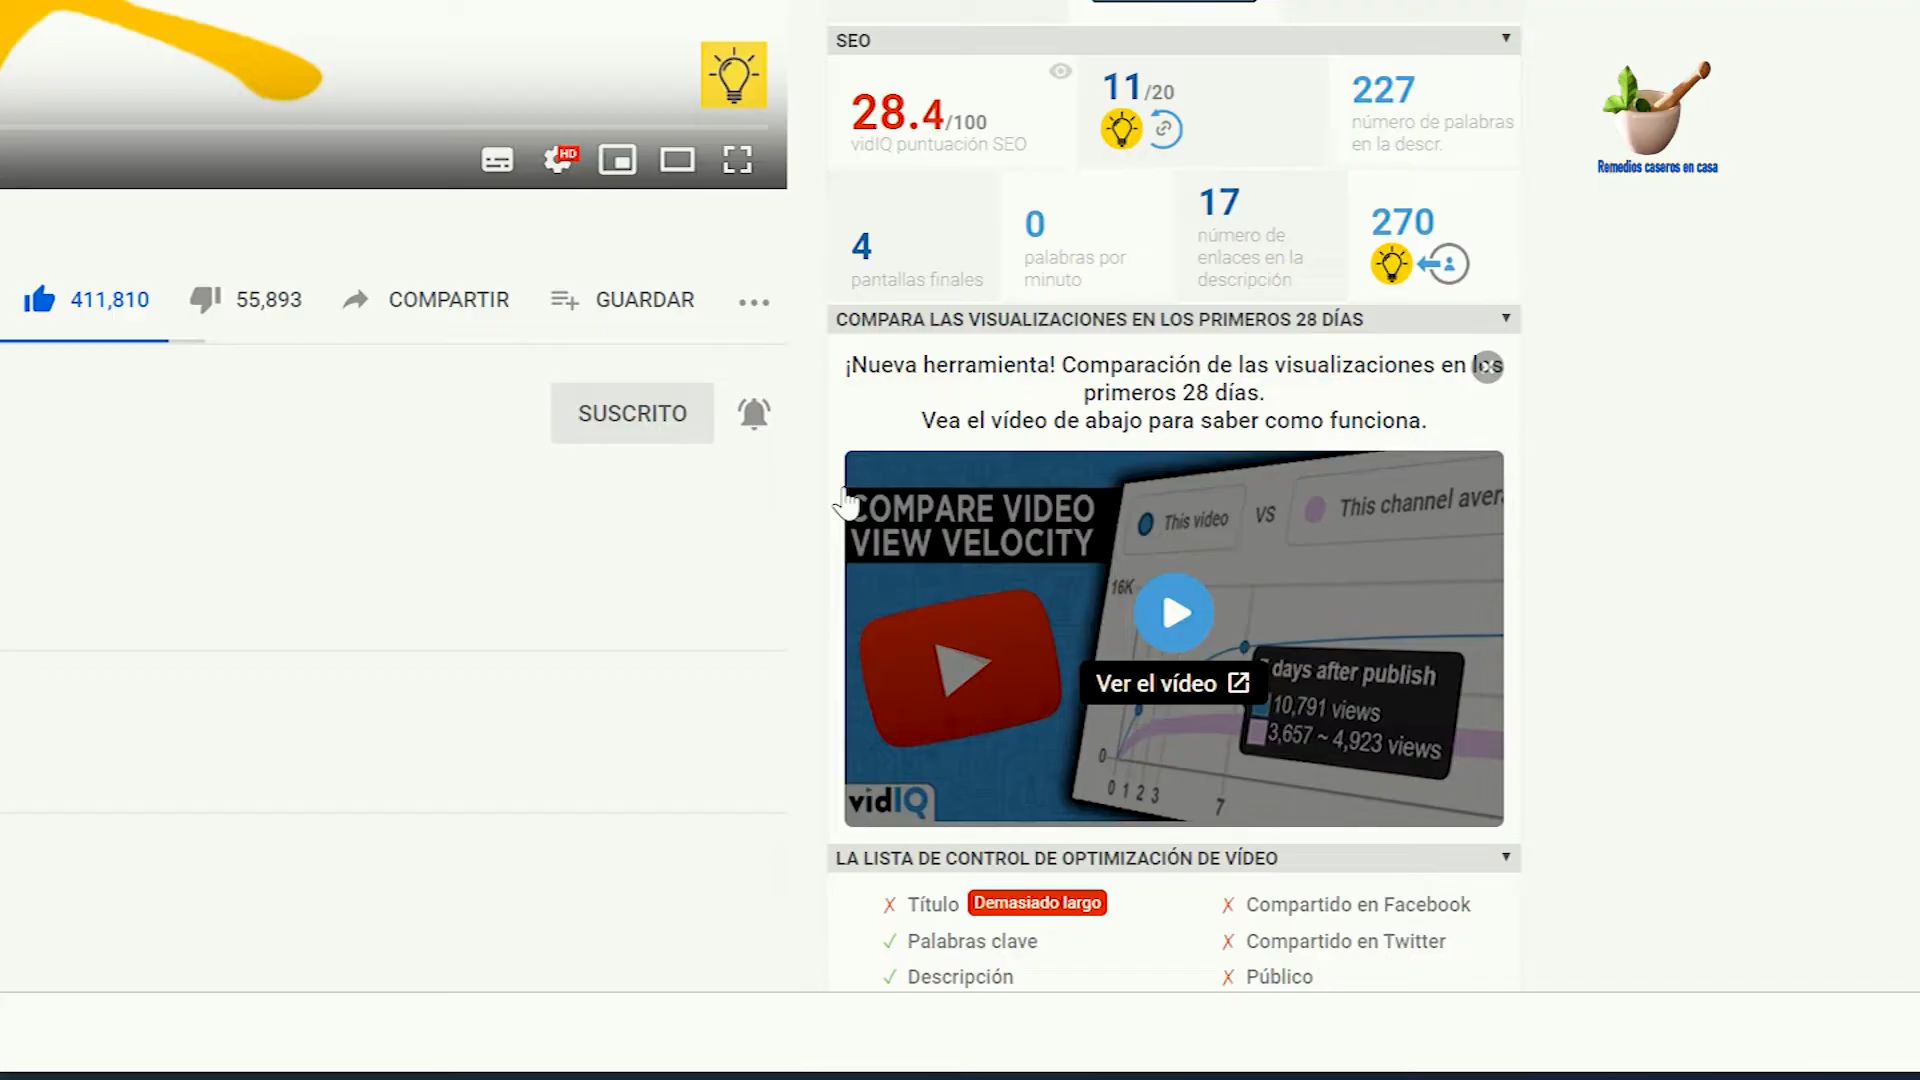 HD
411,810
55,893
COMPARTIR
GUARDAR
SUSCRITO
SEO
28.4/100
vidIQ puntuación SEO
11/20
227
número de palabras
en la descr.
4
pantallas finales
0
palabras por
minuto
17
número de
enlaces en la
descripción
270
COMPARA LAS VISUALIZACIONES EN LOS PRIMEROS 28 DÍAS
¡Nueva herramienta! Comparación de las visualizaciones en los
primeros 28 días.
Vea el vídeo de abajo para saber como funciona.
COMPARE VIDEO
VIEW VELOCITY
This video
VS
This channel aver
16K
Ver el vídeo
days after publish
10,791 views
3,657 ~ 4,923 views
0
0 1 2 3
7
vidIQ
LA LISTA DE CONTROL DE OPTIMIZACIÓN DE VÍDEO
Título Demasiado largo
Palabras clave
Descripción
Compartido en Facebook
Compartido en Twitter
Público
Remedios caseros en casa